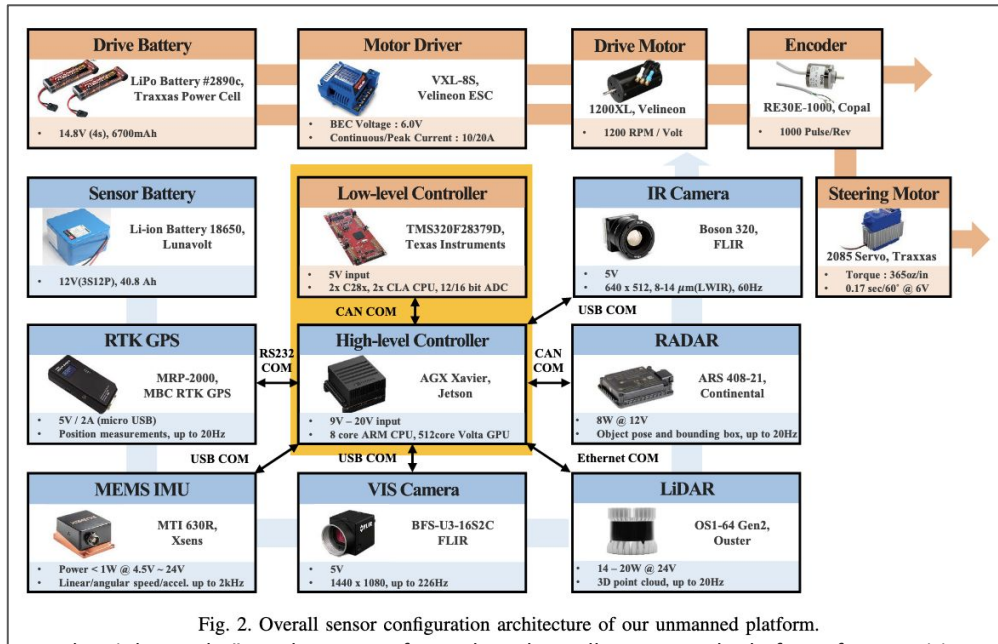 Drive Battery
LiPo Battery #2890c,
Traxxas Power Cell
• 14.8V (4s), 6700mAh
Motor Driver
VXL-8S,
Velineon ESC
• BEC Voltage : 6.0V
• Continuous/Peak Current : 10/20A
Drive Motor
1200XL, Velineon
• 1200 RPM / Volt
Encoder
RE30E-1000, Copal
• 1000 Pulse/Rev
Sensor Battery
Li-ion Battery 18650,
Lunavolt
• 12V(3S12P), 40.8 Ah
Low-level Controller
TMS320F28379D,
Texas Instruments
• 5V input
• 2x C28x, 2x CLA CPU, 12/16 bit ADC
IR Camera
Boson 320,
FLIR
• 5V
• 640 x 512, 8-14 μm(LWIR), 60Hz
Steering Motor
2085 Servo, Traxxas
• Torque : 365oz/in
• 0.17 sec/60˚ @ 6V
CAN COM
USB COM
RTK GPS
MRP-2000,
MBC RTK GPS
• 5V / 2A (micro USB)
• Position measurements, up to 20Hz
RS232
COM
High-level Controller
AGX Xavier,
Jetson
• 9V – 20V input
• 8 core ARM CPU, 512core Volta GPU
CAN
COM
RADAR
ARS 408-21,
Continental
• 8W @ 12V
• Object pose and bounding box, up to 20Hz
USB COM
USB COM
Ethernet COM
MEMS IMU
MTI 630R,
Xsens
• Power < 1W @ 4.5V ~ 24V
• Linear/angular speed/accel. up to 2kHz
VIS Camera
FLIR
BFS-U3-16S2C
FLIR
• 5V
• 1440 x 1080, up to 226Hz
LiDAR
OS1-64 Gen2,
Ouster
• 14 – 20W @ 24V
• 3D point cloud, up to 20Hz
Fig. 2. Overall sensor configuration architecture of our unmanned platform.